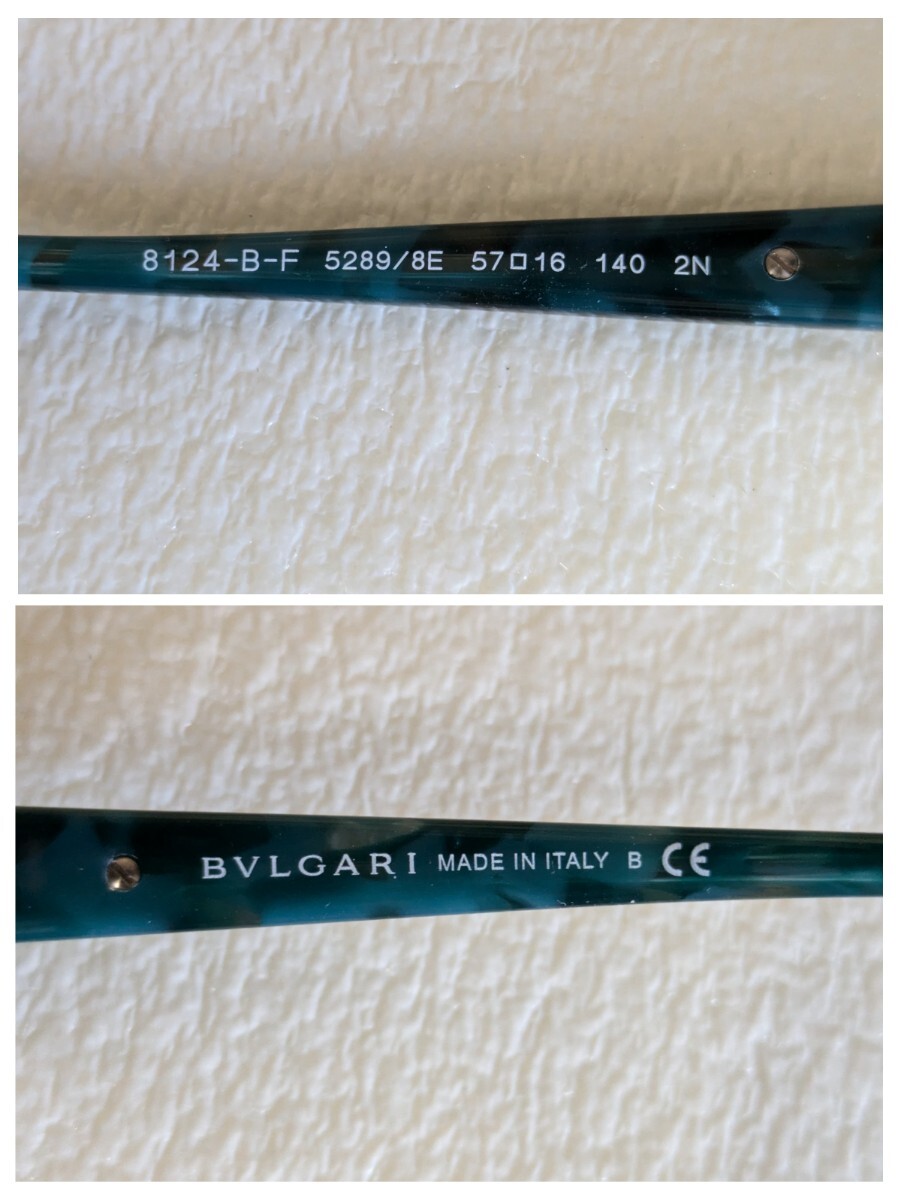 8124-B-F 5289/8E 57□16 140 2N
BVLGARI MADE IN ITALY B CE